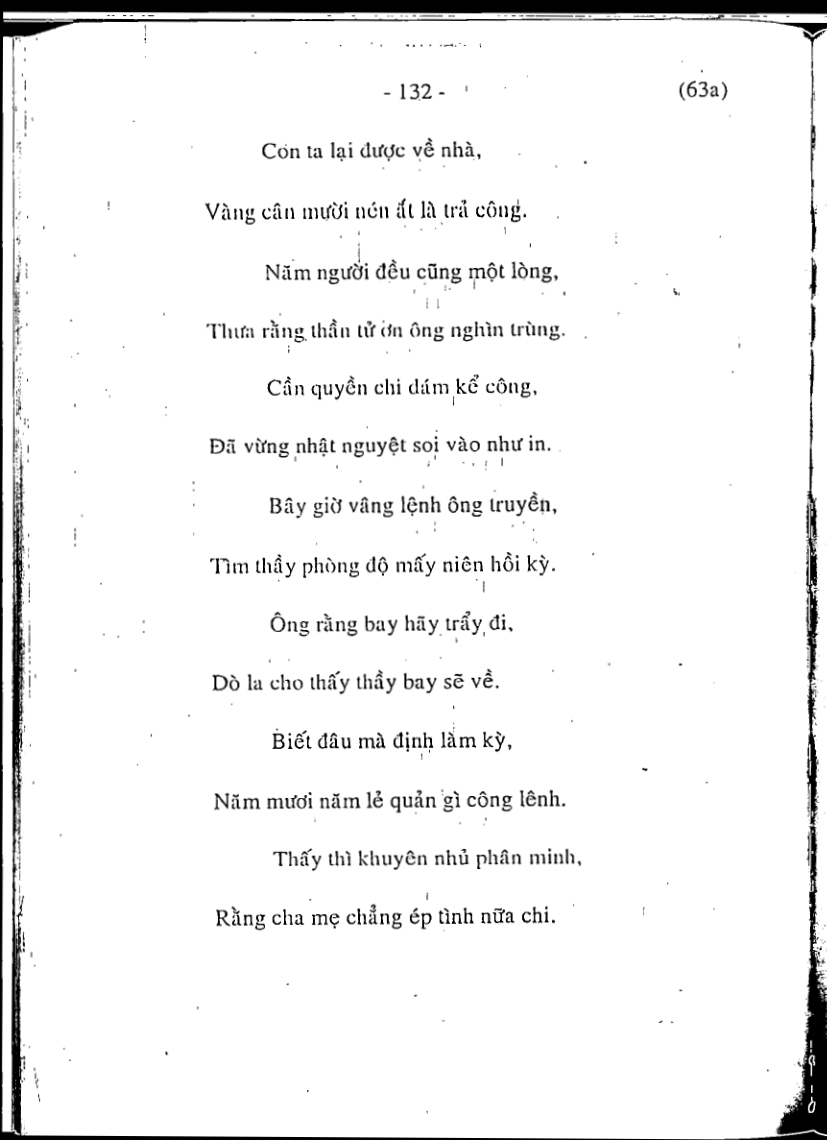 - 132 -
(63a)
Con ta lại được về nhà,
Vàng cân mười nén ắt là trả công.
Năm người đều cũng một lòng,
Thưa rằng thần tử ơn ông nghìn trùng.
Cần quyền chi dám kể công,
Đã vừng nhật nguyệt soi vào như in.
Bây giờ vâng lệnh ông truyền,
Tìm thầy phòng độ mấy niên hồi kỳ.
Ông rằng bay hãy trẩy đi,
Dò la cho thấy thầy bay sẽ về.
Biết đâu mà định làm kỳ,
Năm mươi năm lẻ quản gì công lênh.
Thấy thì khuyên nhủ phân minh,
Rằng cha mẹ chẳng ép tình nữa chi.